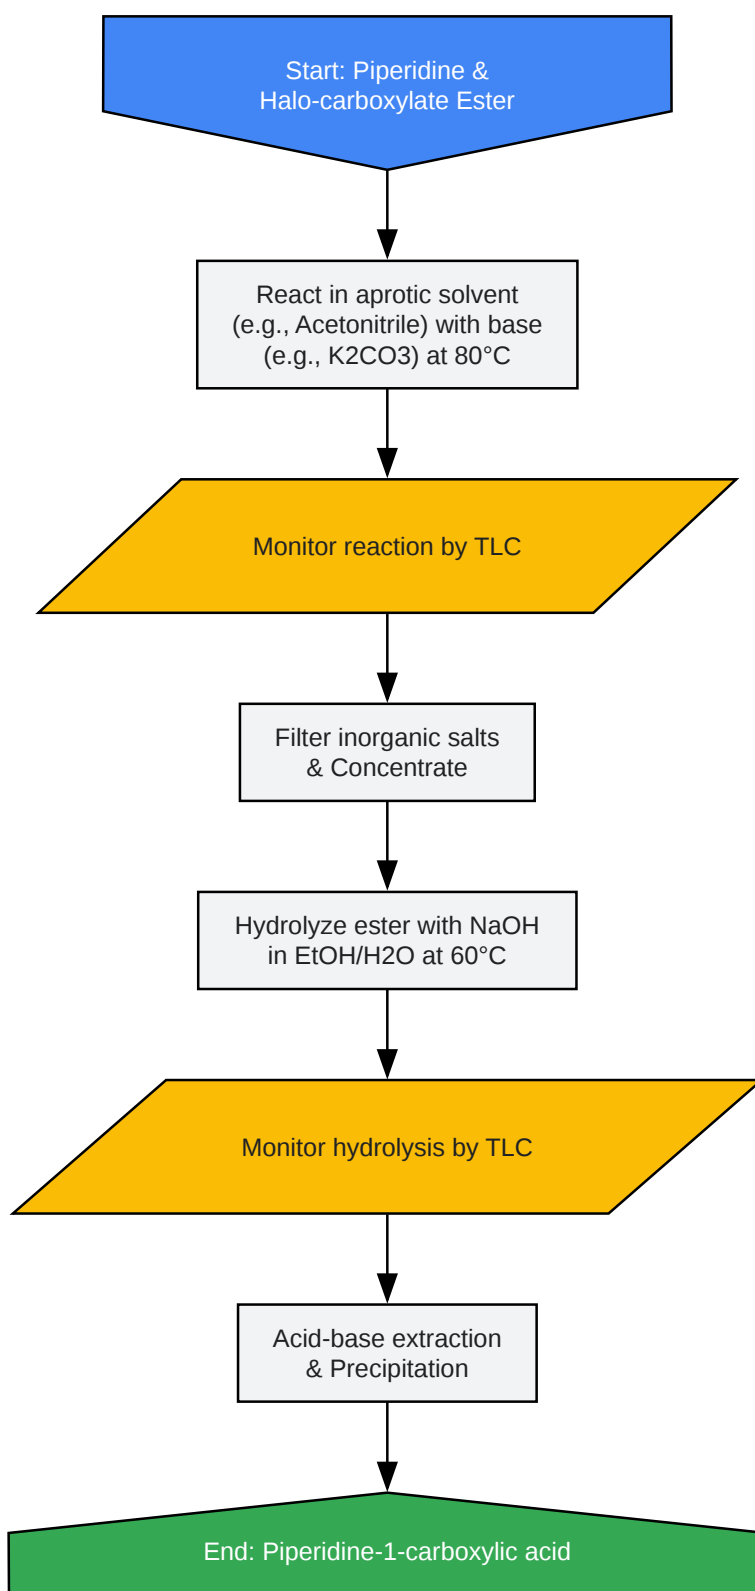 Start: Piperidine &
Halo-carboxylate Ester
React in aprotic solvent
(e.g., Acetonitrile) with base
(e.g., K2CO3) at 80°C
Monitor reaction by TLC
Filter inorganic salts
& Concentrate
Hydrolyze ester with NaOH
in EtOH/H2O at 60°C
Monitor hydrolysis by TLC
Acid-base extraction
& Precipitation
End: Piperidine-1-carboxylic acid